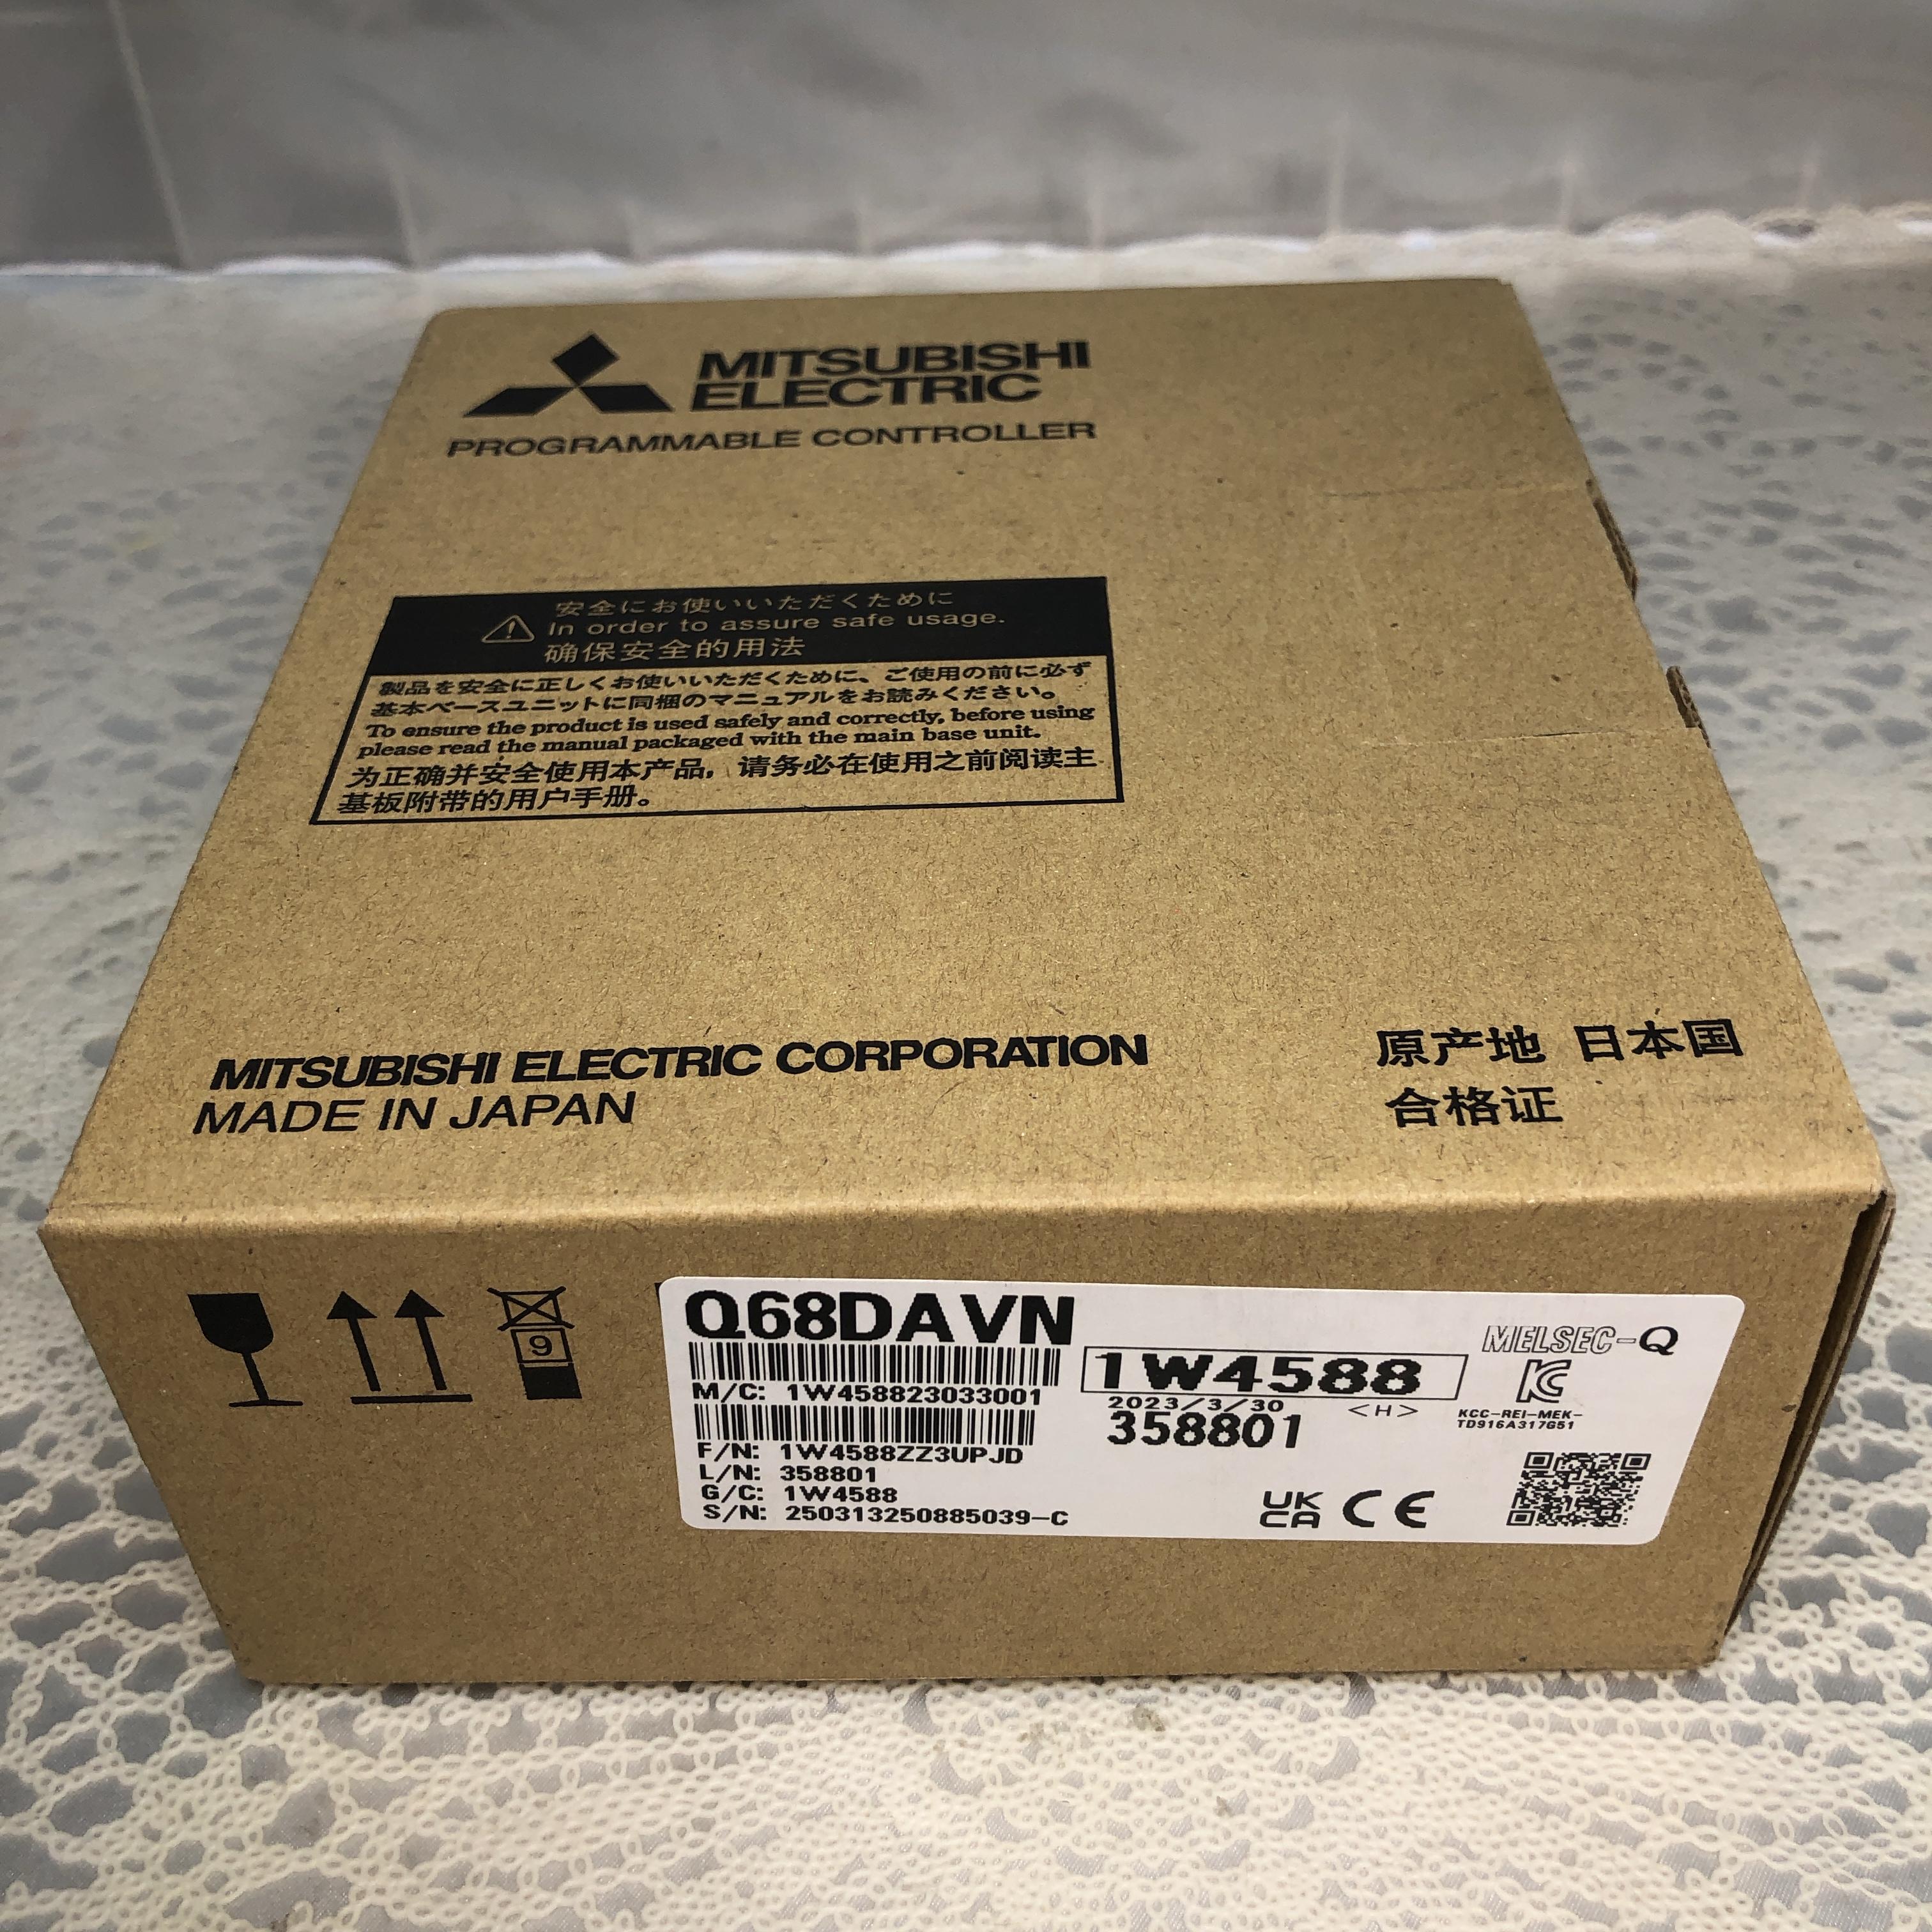 MITSUBISHI
ELECTRIC
PROGRAMMABLE CONTROLLER
安全にお使いいただくために
In order to assure safe usage.
确保安全的用法
製品を安全に正しくお使いいただくために、ご使用の前に必ず
基本ベースユニットに同梱のマニュアルをお読みください。
To ensure the product is used safely and correctly, before using
please read the manual packaged with the main base unit.
为正确并安全使用本产品，请务必在使用之前阅读主
基板附带的用户手册。
MITSUBISHI ELECTRIC CORPORATION
MADE IN JAPAN
原产地 日本国
合格证
9
Q68DAVN
M/C: 1W458823033001
F/N: 1W4588ZZ3UPJD
L/N: 358801
G/C: 1W4588
S/N: 250313250885039-C
1W4588
2023/3/30 <H>
358801
MELSEC-Q
KC
KCC-REI-MEK-
TD916A317G51
UK
CA CE